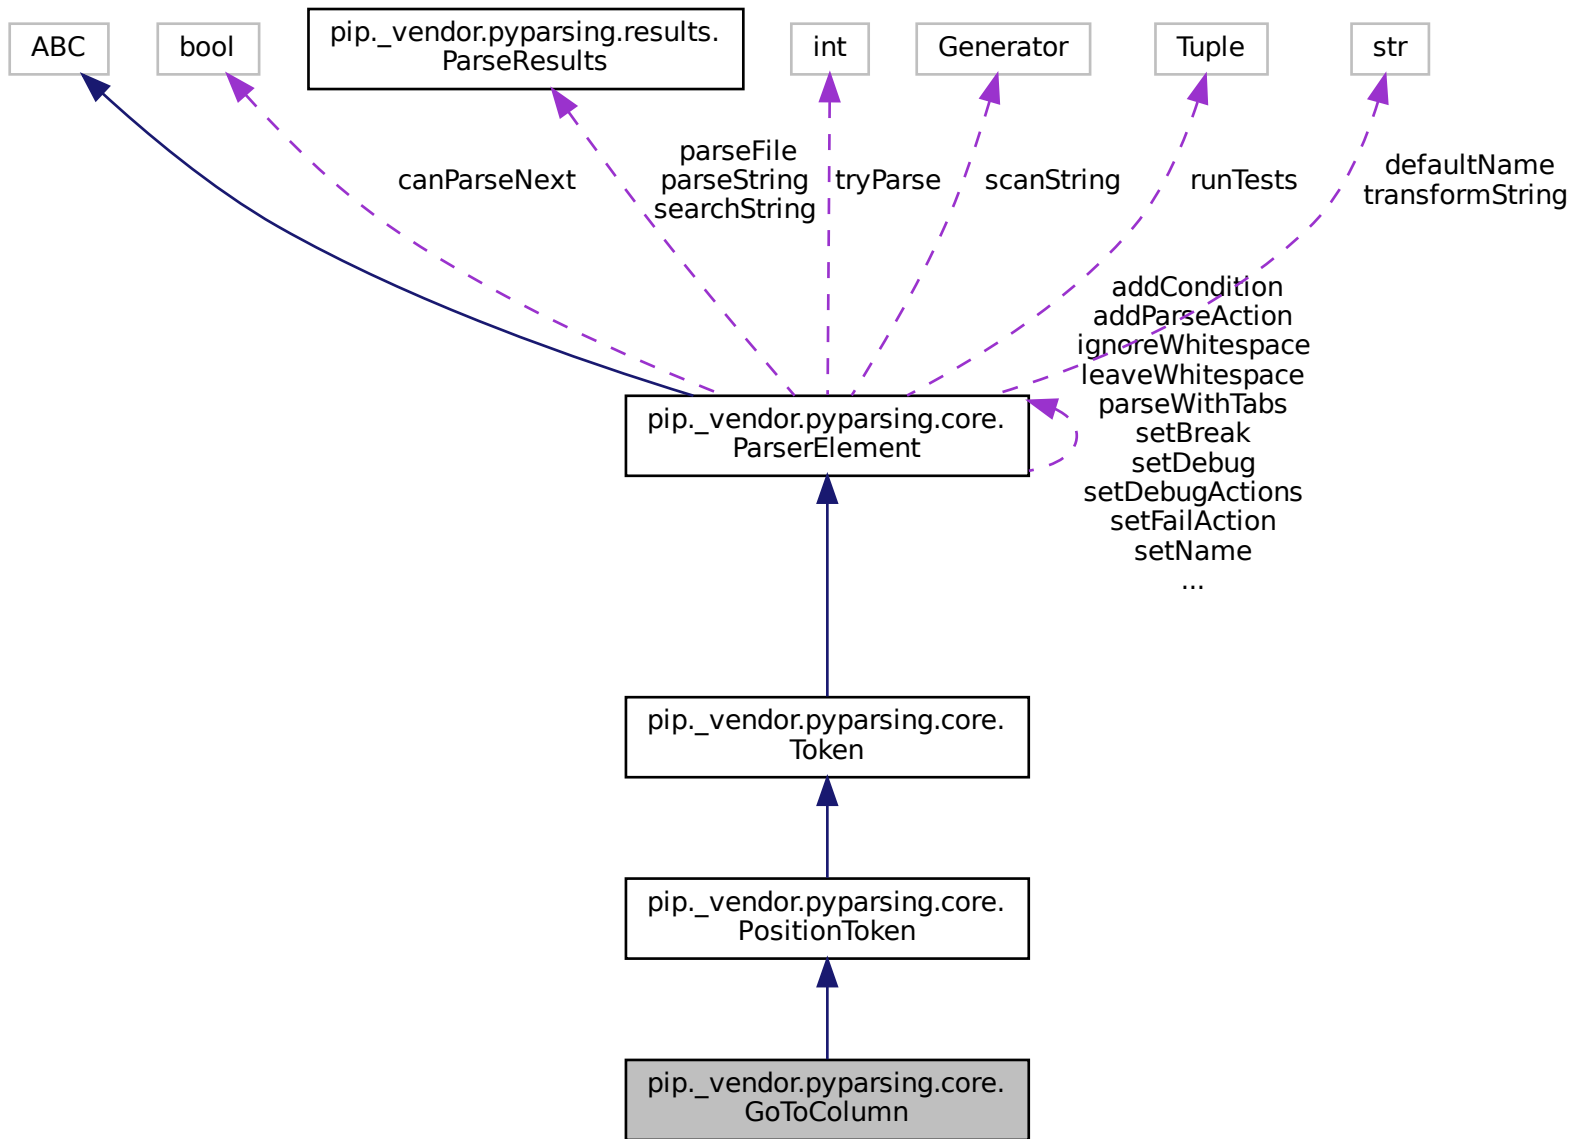 ABC
bool
pip._vendor.pyparsing.results.
ParseResults
int
Generator
Tuple
str
canParseNext
parseFile
parseString
searchString
tryParse
scanString
runTests
defaultName
transformString
addCondition
addParseAction
ignoreWhitespace
leaveWhitespace
parseWithTabs
setBreak
setDebug
setDebugActions
setFailAction
setName
...
pip._vendor.pyparsing.core.
ParserElement
pip._vendor.pyparsing.core.
Token
pip._vendor.pyparsing.core.
PositionToken
pip._vendor.pyparsing.core.
GoToColumn